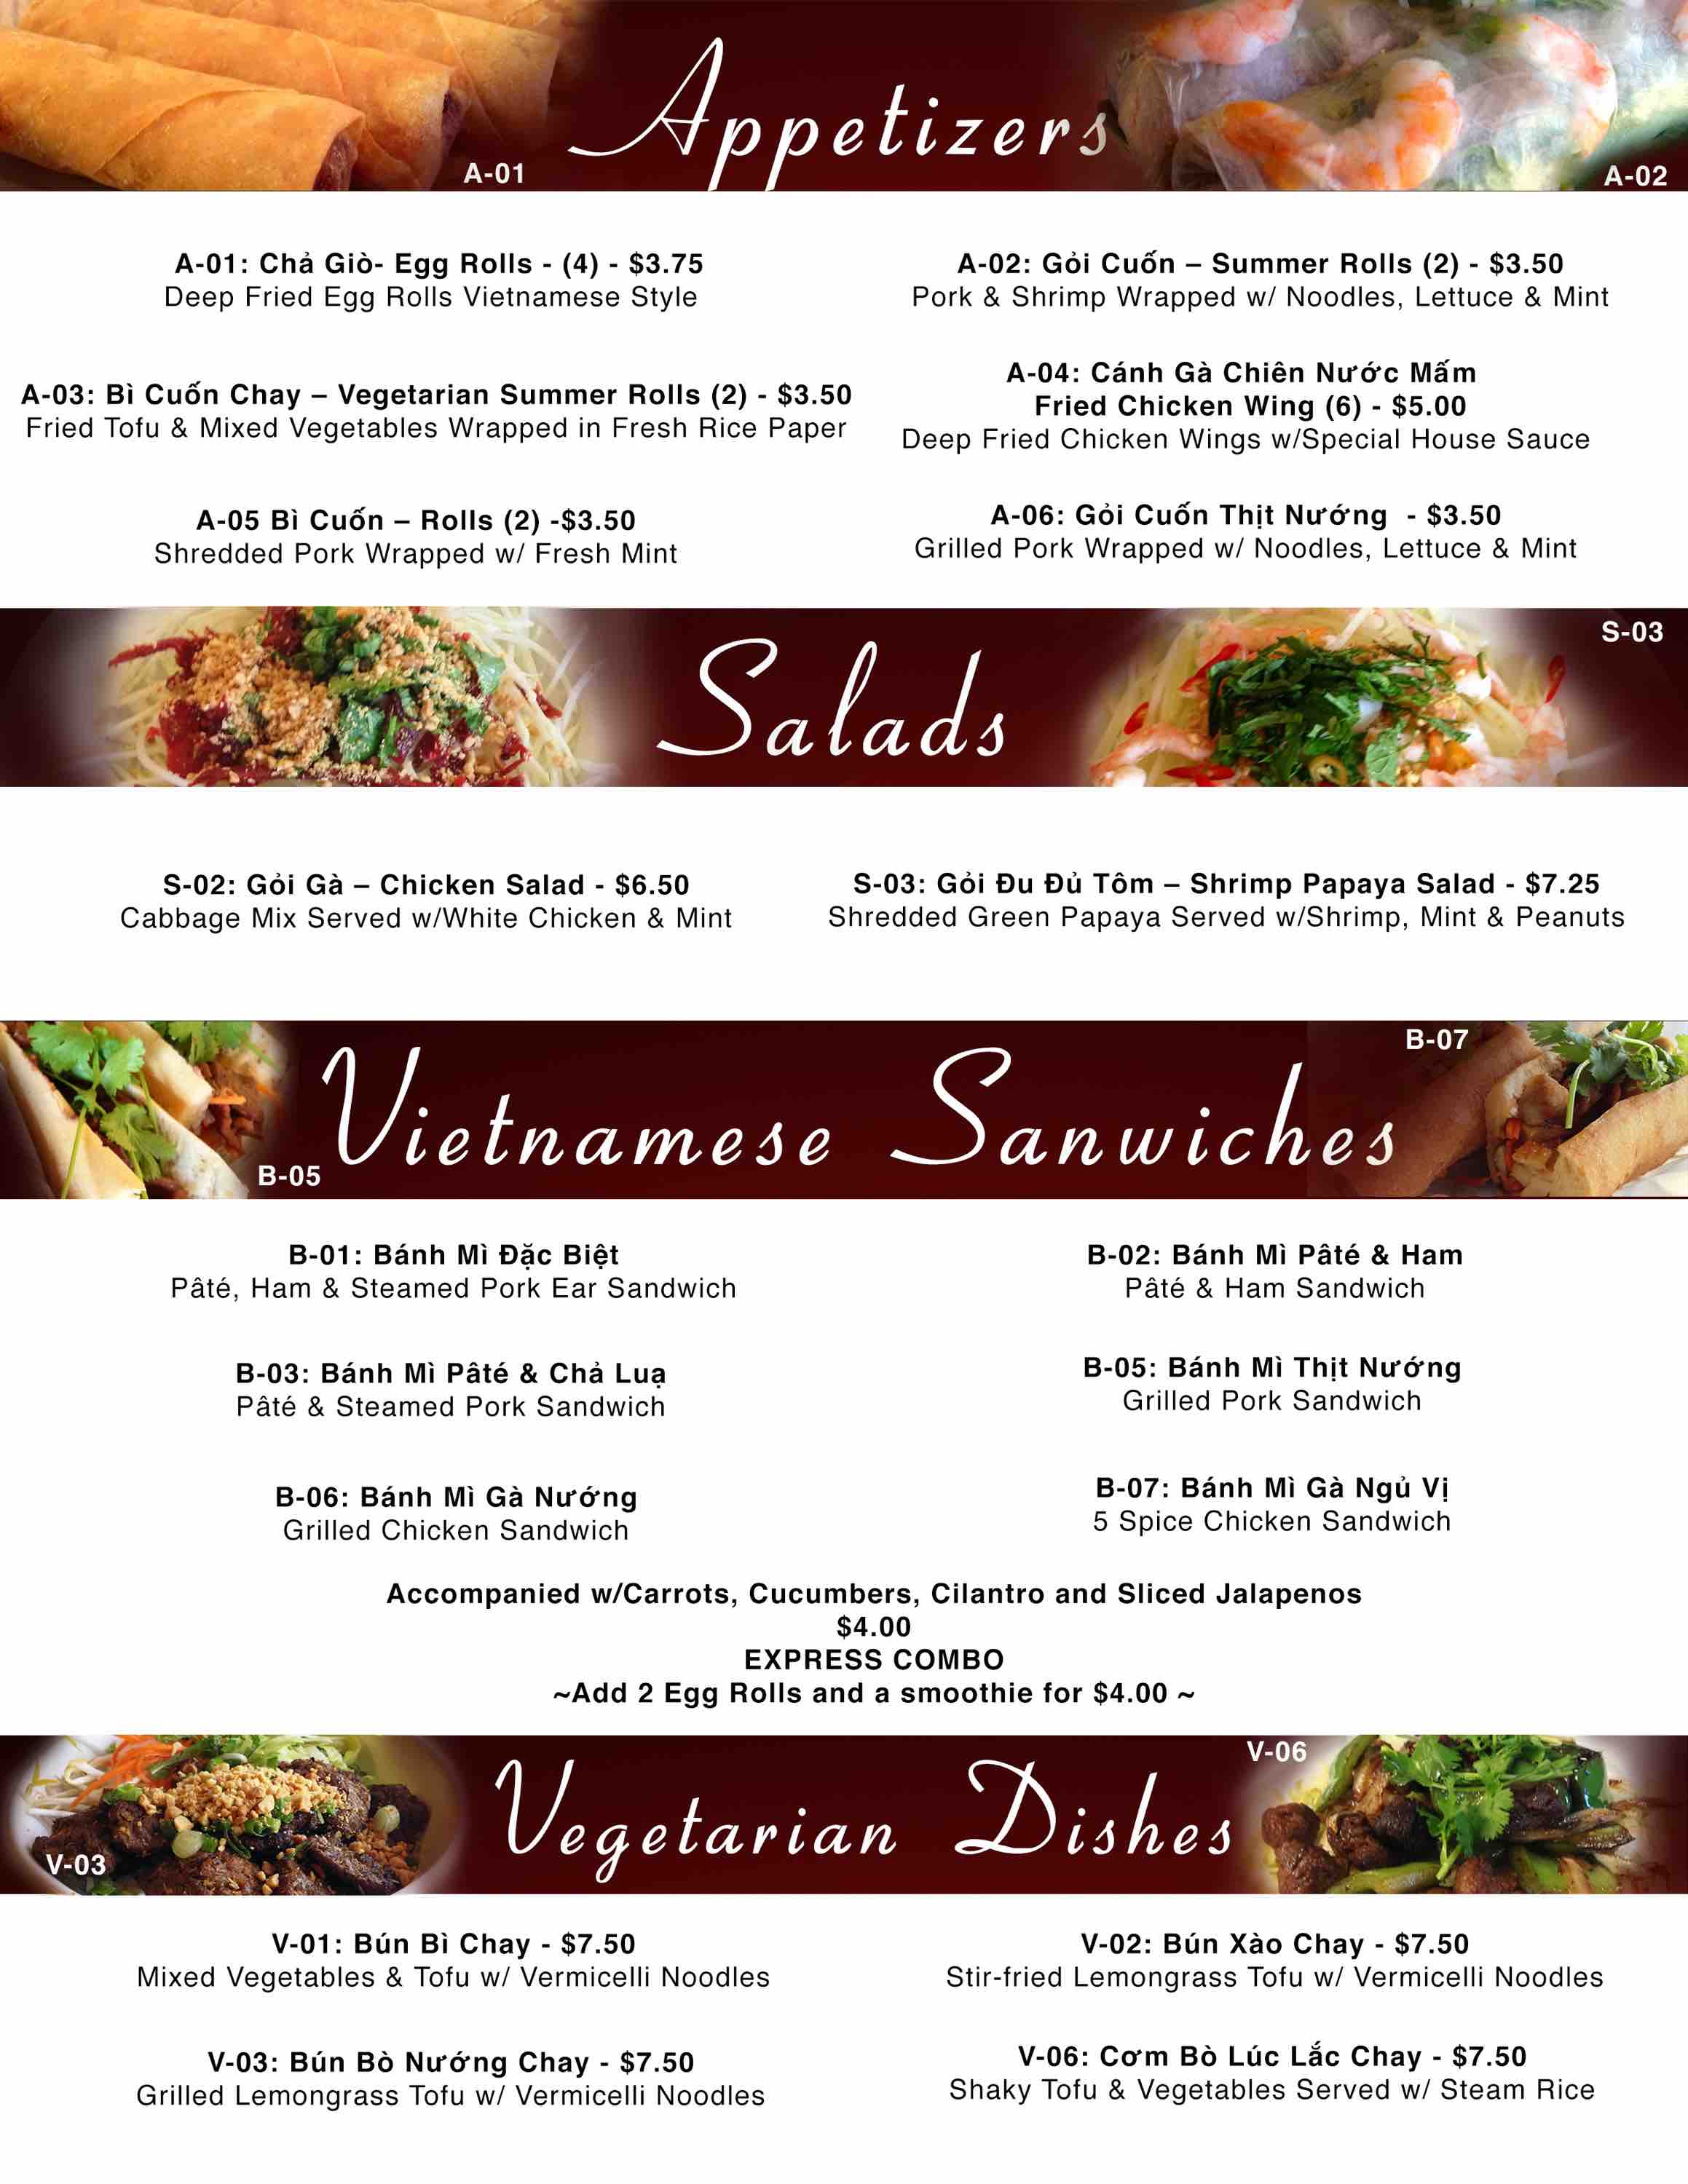 Appetizers
A-01
A-02
A-01: Chả Giò- Egg Rolls - (4) - $3.75
Deep Fried Egg Rolls Vietnamese Style
A-02: Gỏi Cuốn – Summer Rolls (2) - $3.50
Pork & Shrimp Wrapped w/ Noodles, Lettuce & Mint
A-03: Bì Cuốn Chay – Vegetarian Summer Rolls (2) - $3.50
Fried Tofu & Mixed Vegetables Wrapped in Fresh Rice Paper
A-04: Cánh Gà Chiên Nước Mấm
Fried Chicken Wing (6) - $5.00
Deep Fried Chicken Wings w/Special House Sauce
A-05 Bì Cuốn – Rolls (2) -$3.50
Shredded Pork Wrapped w/ Fresh Mint
A-06: Gỏi Cuốn Thịt Nướng - $3.50
Grilled Pork Wrapped w/ Noodles, Lettuce & Mint
Salads
S-03
S-02: Gỏi Gà – Chicken Salad - $6.50
Cabbage Mix Served w/White Chicken & Mint
S-03: Gỏi Đu Đủ Tôm – Shrimp Papaya Salad - $7.25
Shredded Green Papaya Served w/Shrimp, Mint & Peanuts
B-07
Vietnamese Sanwiches
B-05
B-01: Bánh Mì Đặc Biệt
Pâté, Ham & Steamed Pork Ear Sandwich
B-02: Bánh Mì Pâté & Ham
Pâté & Ham Sandwich
B-03: Bánh Mì Pâté & Chả Luạ
Pâté & Steamed Pork Sandwich
B-05: Bánh Mì Thịt Nướng
Grilled Pork Sandwich
B-06: Bánh Mì Gà Nướng
Grilled Chicken Sandwich
B-07: Bánh Mì Gà Ngủ Vị
5 Spice Chicken Sandwich
Accompanied w/Carrots, Cucumbers, Cilantro and Sliced Jalapenos
$4.00
EXPRESS COMBO
~Add 2 Egg Rolls and a smoothie for $4.00 ~
V-06
Vegetarian Dishes
V-03
V-01: Bún Bì Chay - $7.50
Mixed Vegetables & Tofu w/ Vermicelli Noodles
V-02: Bún Xào Chay - $7.50
Stir-fried Lemongrass Tofu w/ Vermicelli Noodles
V-03: Bún Bò Nướng Chay - $7.50
Grilled Lemongrass Tofu w/ Vermicelli Noodles
V-06: Cơm Bò Lúc Lắc Chay - $7.50
Shaky Tofu & Vegetables Served w/ Steam Rice